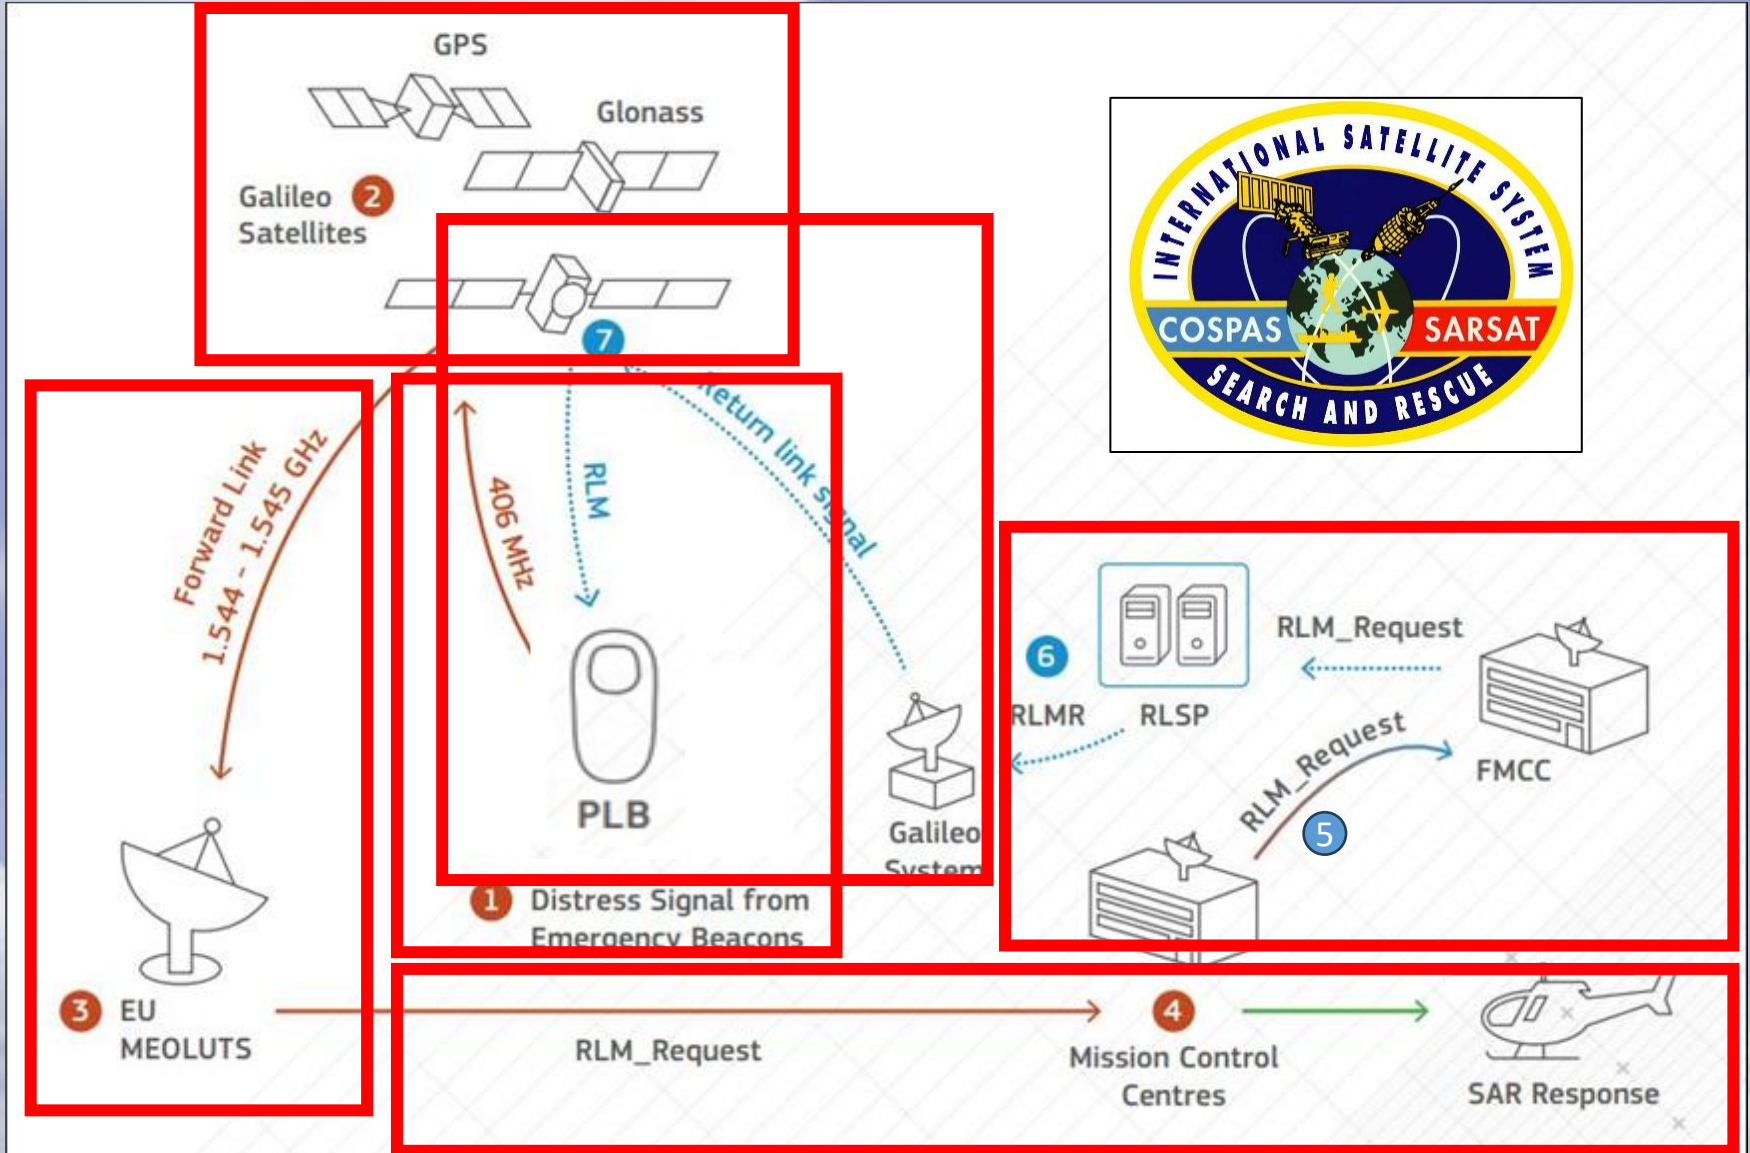 GPS
Glonass
Galileo 2
Satellites
7
INTERNATIONAL SATELLITE SYSTEM
COSPAS SARSAT
SEARCH AND RESCUE
Forward Link
1.544 - 1.545 GHz
406 MHz
RLM
Return link signal
PLB
Galileo
System
1 Distress Signal from
Emergency Beacons
6
RLMR RLSP
RLM_Request
FMCC
RLM_Request
5
3 EU
MEOLUTS
RLM_Request
4
Mission Control
Centres
SAR Response